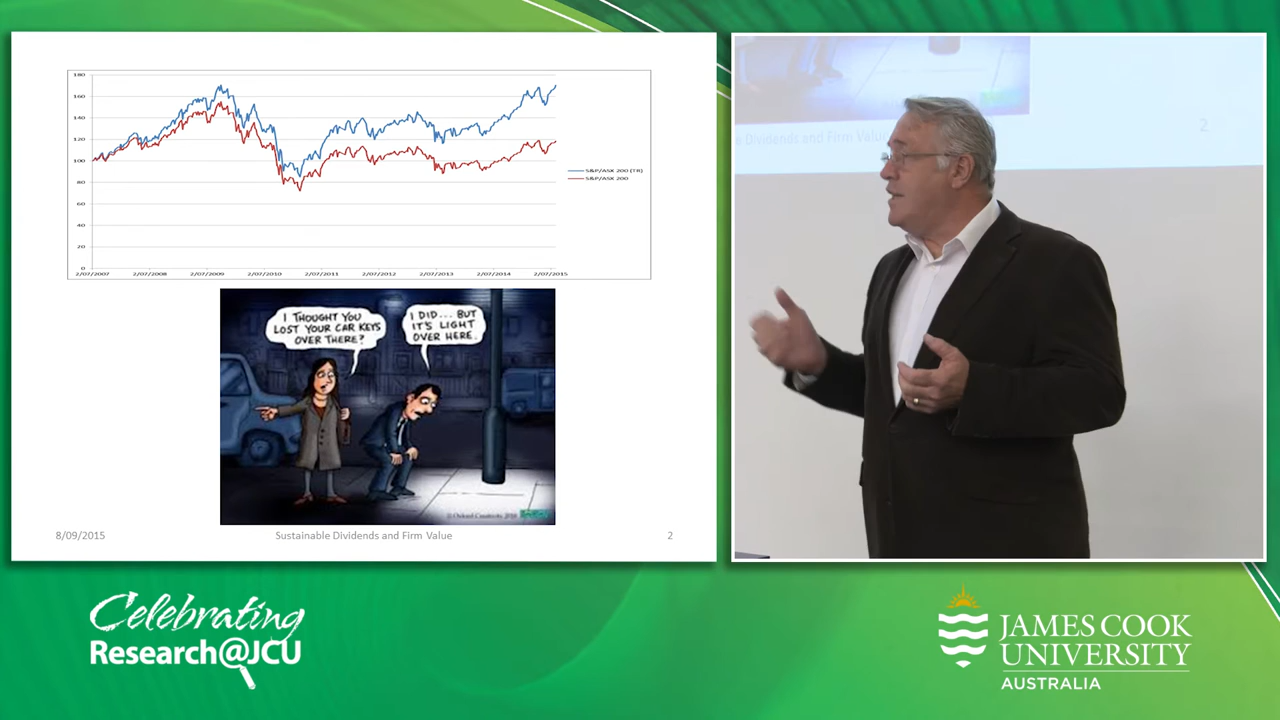 180
160
140
120
100
80
60
40
20
0
2/07/2007 2/07/2008 2/07/2009 2/07/2010 2/07/2011 2/07/2012 2/07/2013 2/07/2014 2/07/2015
S&P/ASX 200 (TR)
S&P/ASX 200
I THOUGHT YOU
LOST YOUR CAR KEYS
OVER THERE?
I DID... BUT
IT'S LIGHT
OVER HERE.
8/09/2015
Sustainable Dividends and Firm Value
2
Dividends and Firm Value
2
Celebrating
Research@JCU
JAMES COOK
UNIVERSITY
AUSTRALIA